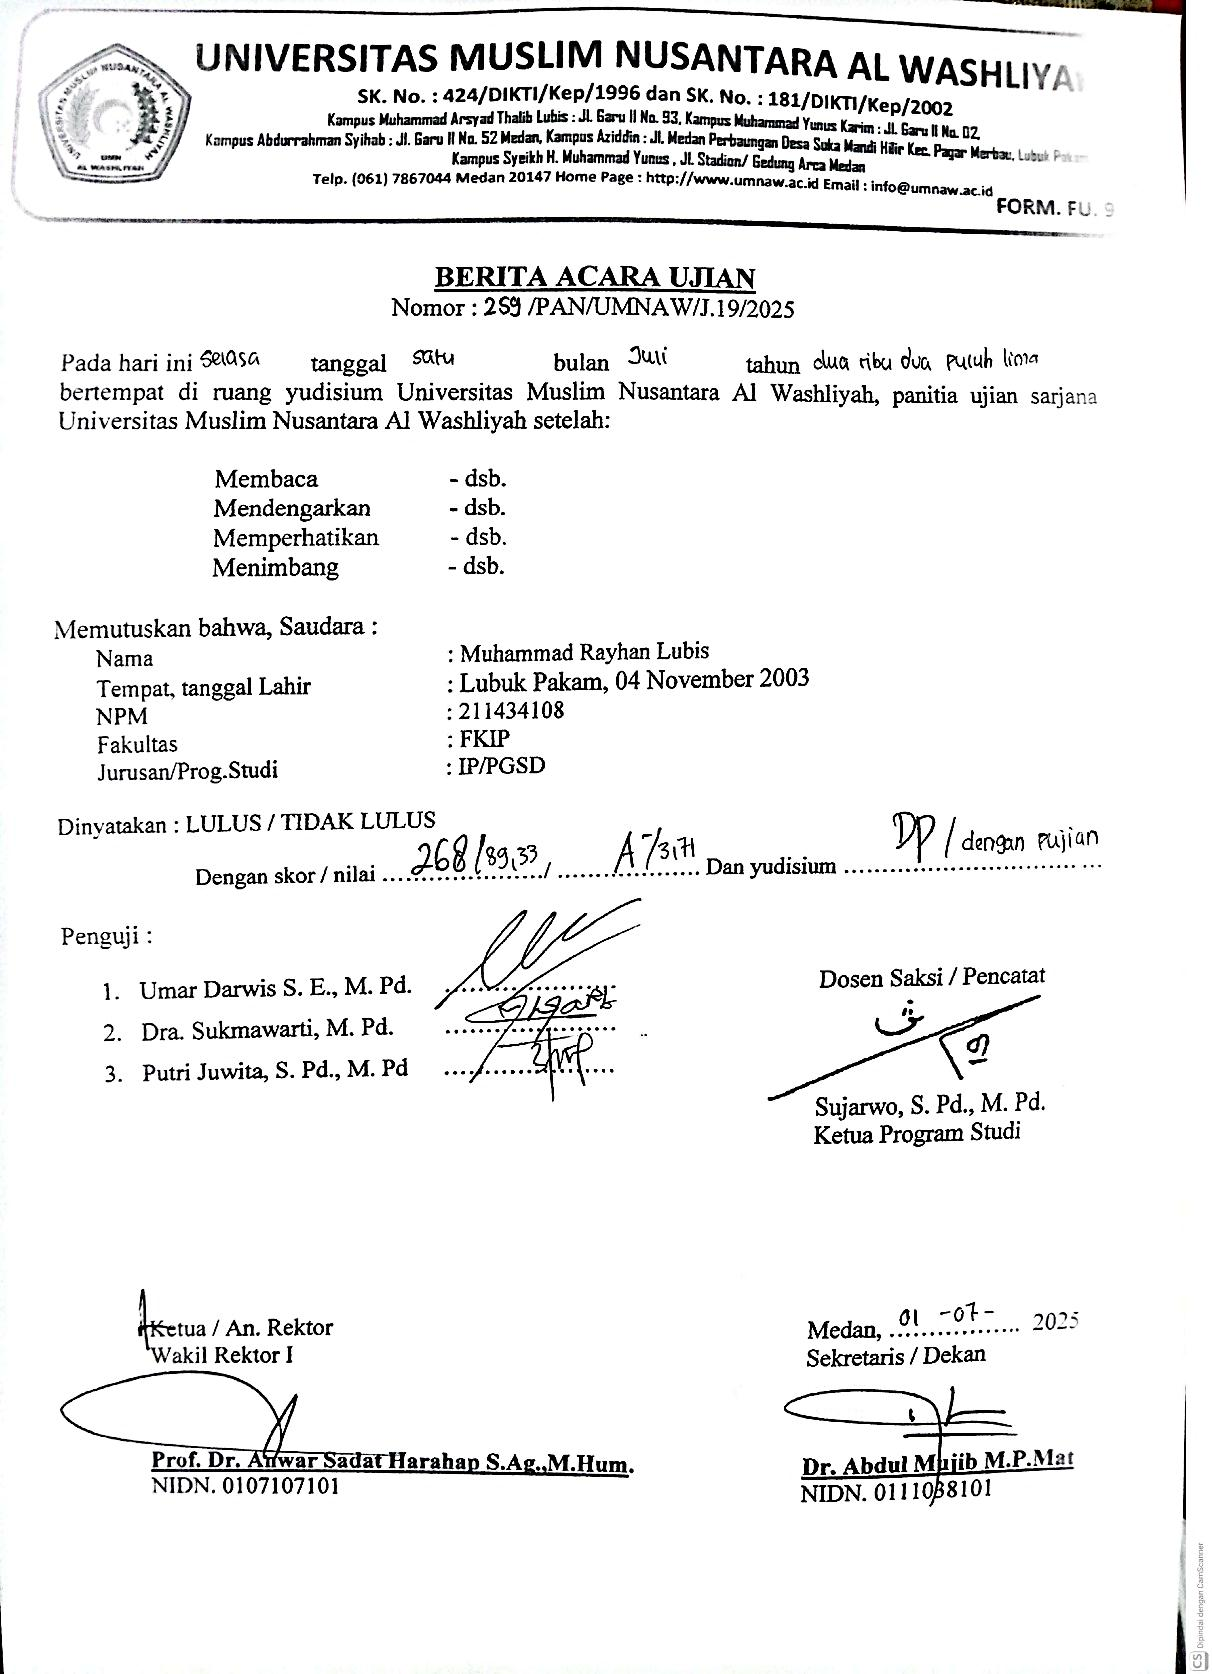 UNIVERSITAS MUSLIM NUSANTARA AL WASHLIYA
SK. No. : 424/DIKTI/Kep/1996 dan SK. No. : 181/DIKTI/Kep/2002
Kampus Muhammad Arsyad Thalib Lubis : Jl. Garu II No. 93, Kampus Muhammad Yunus Karim : Jl. Garu II No. 02,
Kampus Abdurrahman Syihab : Jl. Garu II No. 52 Medan, Kampus Aziddin : Jl. Medan Perbaungan Desa Suka Mandi Hilir Kec. Pagar Merbau, Lubuk Pakam
Kampus Syeikh H. Muhammad Yunus , Jl. Stadion/ Gedung Arca Medan
Telp. (061) 7867044 Medan 20147 Home Page : http://www.umnaw.ac.id Email : info@umnaw.ac.id
UNIVERSITAS MUSLIM NUSANTARA AL WASHLIYAH
UMN
AL WASHLIYAH
FORM. FU. 9
BERITA ACARA UJIAN
Nomor : 259 /PAN/UMNAW/J.19/2025
Pada hari ini Selasa tanggal satu bulan Juli tahun dua ribu dua puluh lima
bertempat di ruang yudisium Universitas Muslim Nusantara Al Washliyah, panitia ujian sarjana
Universitas Muslim Nusantara Al Washliyah setelah:
Membaca - dsb.
Mendengarkan - dsb.
Memperhatikan - dsb.
Menimbang - dsb.
Memutuskan bahwa, Saudara :
Nama : Muhammad Rayhan Lubis
Tempat, tanggal Lahir : Lubuk Pakam, 04 November 2003
NPM : 211434108
Fakultas : FKIP
Jurusan/Prog.Studi : IP/PGSD
Dinyatakan : LULUS / TIDAK LULUS
Dengan skor / nilai 268/89,33 / A-/3,71 Dan yudisium DP / dengan pujian
Penguji :
1. Umar Darwis S. E., M. Pd.
2. Dra. Sukmawarti, M. Pd.
3. Putri Juwita, S. Pd., M. Pd
Dosen Saksi / Pencatat
Sujarwo, S. Pd., M. Pd.
Ketua Program Studi
Ketua / An. Rektor
Wakil Rektor I
Prof. Dr. Anwar Sadat Harahap S.Ag.,M.Hum.
NIDN. 0107107101
Medan, 01 -07- 2025
Sekretaris / Dekan
Dr. Abdul Mujib M.P.Mat
NIDN. 0111038101
CS Dipindai dengan CamScanner